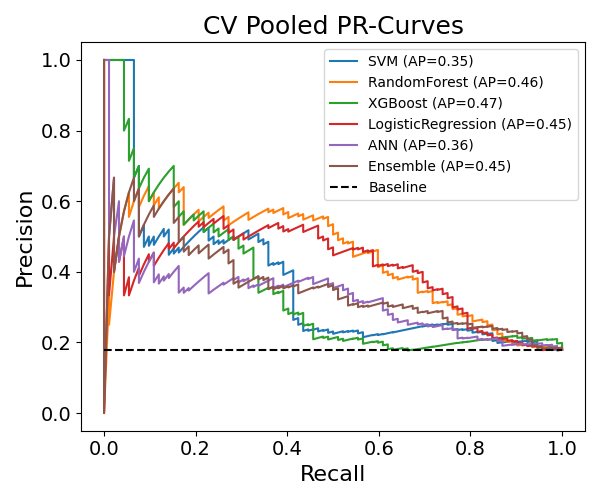 CV Pooled PR-Curves
Precision
1.0
0.8
0.6
0.4
0.2
0.0
SVM (AP=0.35)
RandomForest (AP=0.46)
XGBoost (AP=0.47)
LogisticRegression (AP=0.45)
ANN (AP=0.36)
Ensemble (AP=0.45)
Baseline
0.0 0.2 0.4 0.6 0.8 1.0
Recall